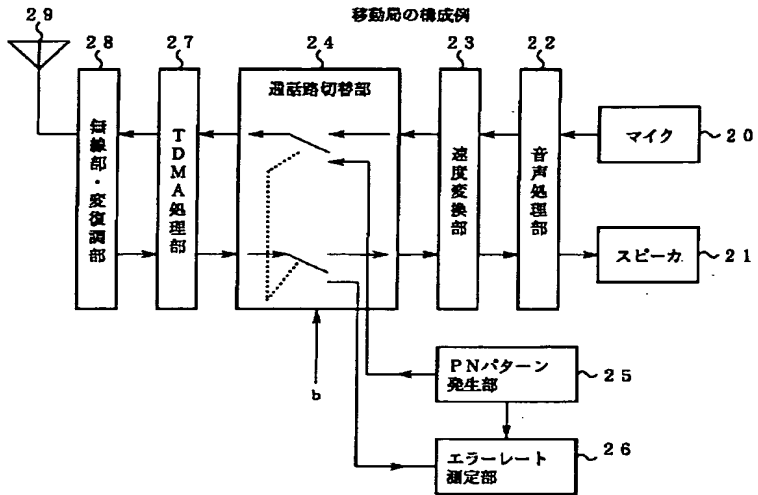 移動局の構成例
29
28
27
24
23
22
通話路切替部
無線部・変復調部
TDMA処理部
速度変換部
音声処理部
マイク
20
スピーカ
21
b
PNパターン
発生部
25
エラーレート
測定部
26